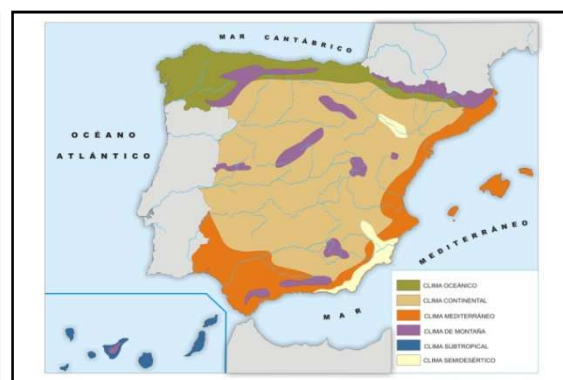 MAR CANTÁBRICO
OCÉANO
ATLÁNTICO
MEDITERRÁNEO
MAR
CLIMA OCEÁNICO
CLIMA CONTINENTAL
CLIMA MEDITERRÁNEO
CLIMA DE MONTAÑA
CLIMA SUBTROPICAL
CLIMA SEMIDESÉRTICO